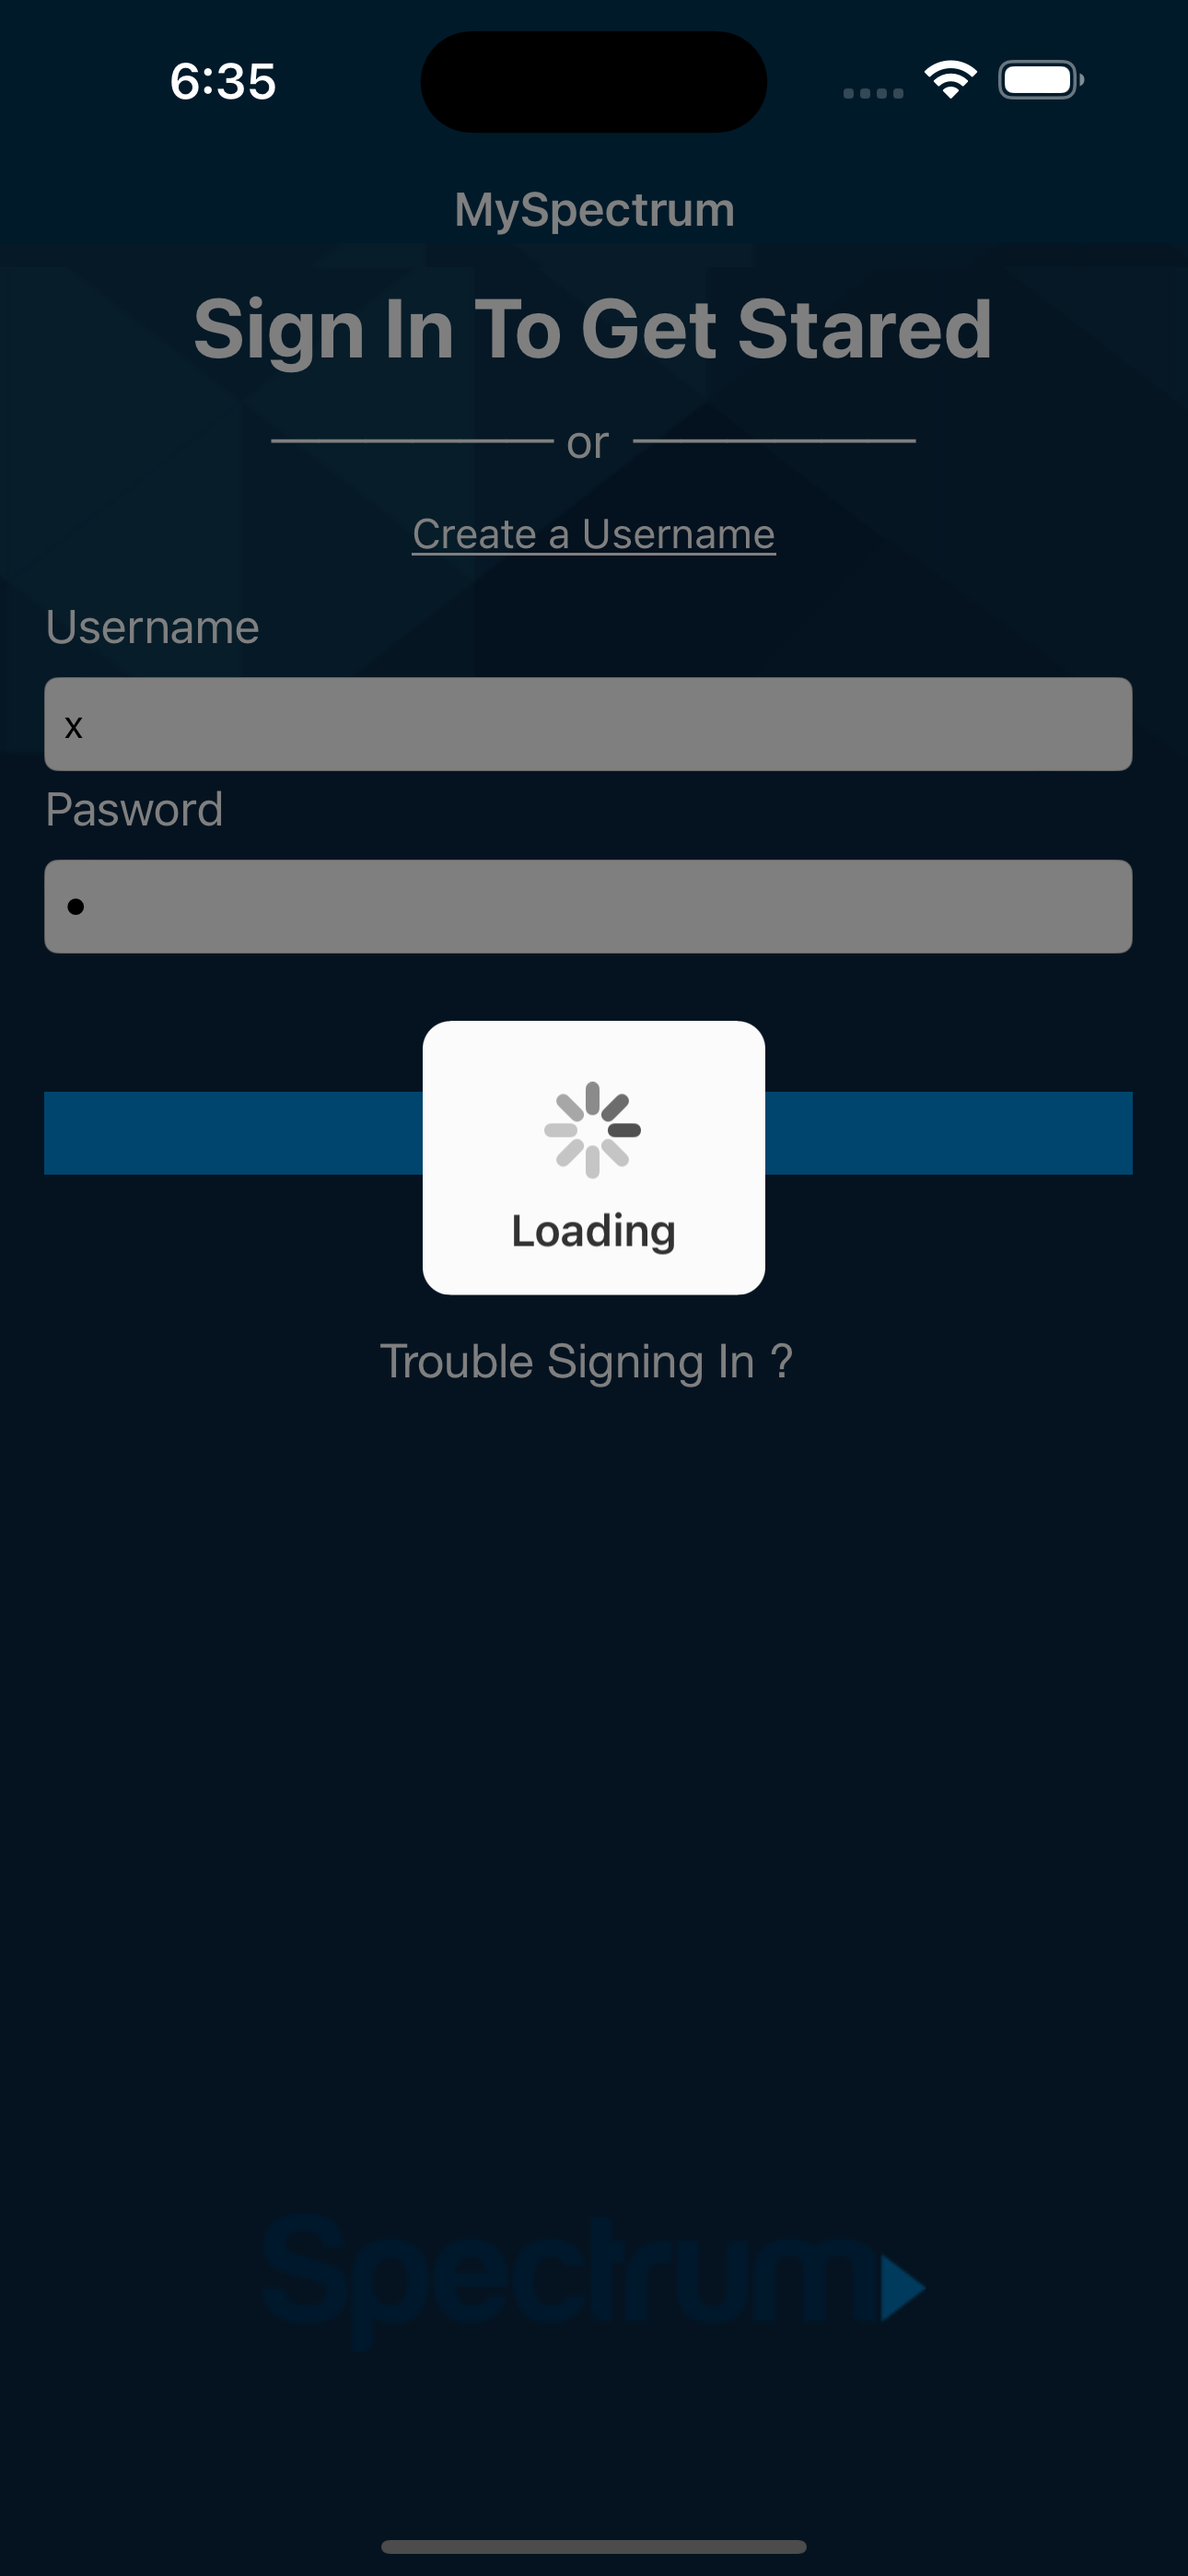 6:35
MySpectrum
Sign In To Get Stared
or
Create a Username
Username
x
Pasword
Loading
Trouble Signing In ?
Spectrum